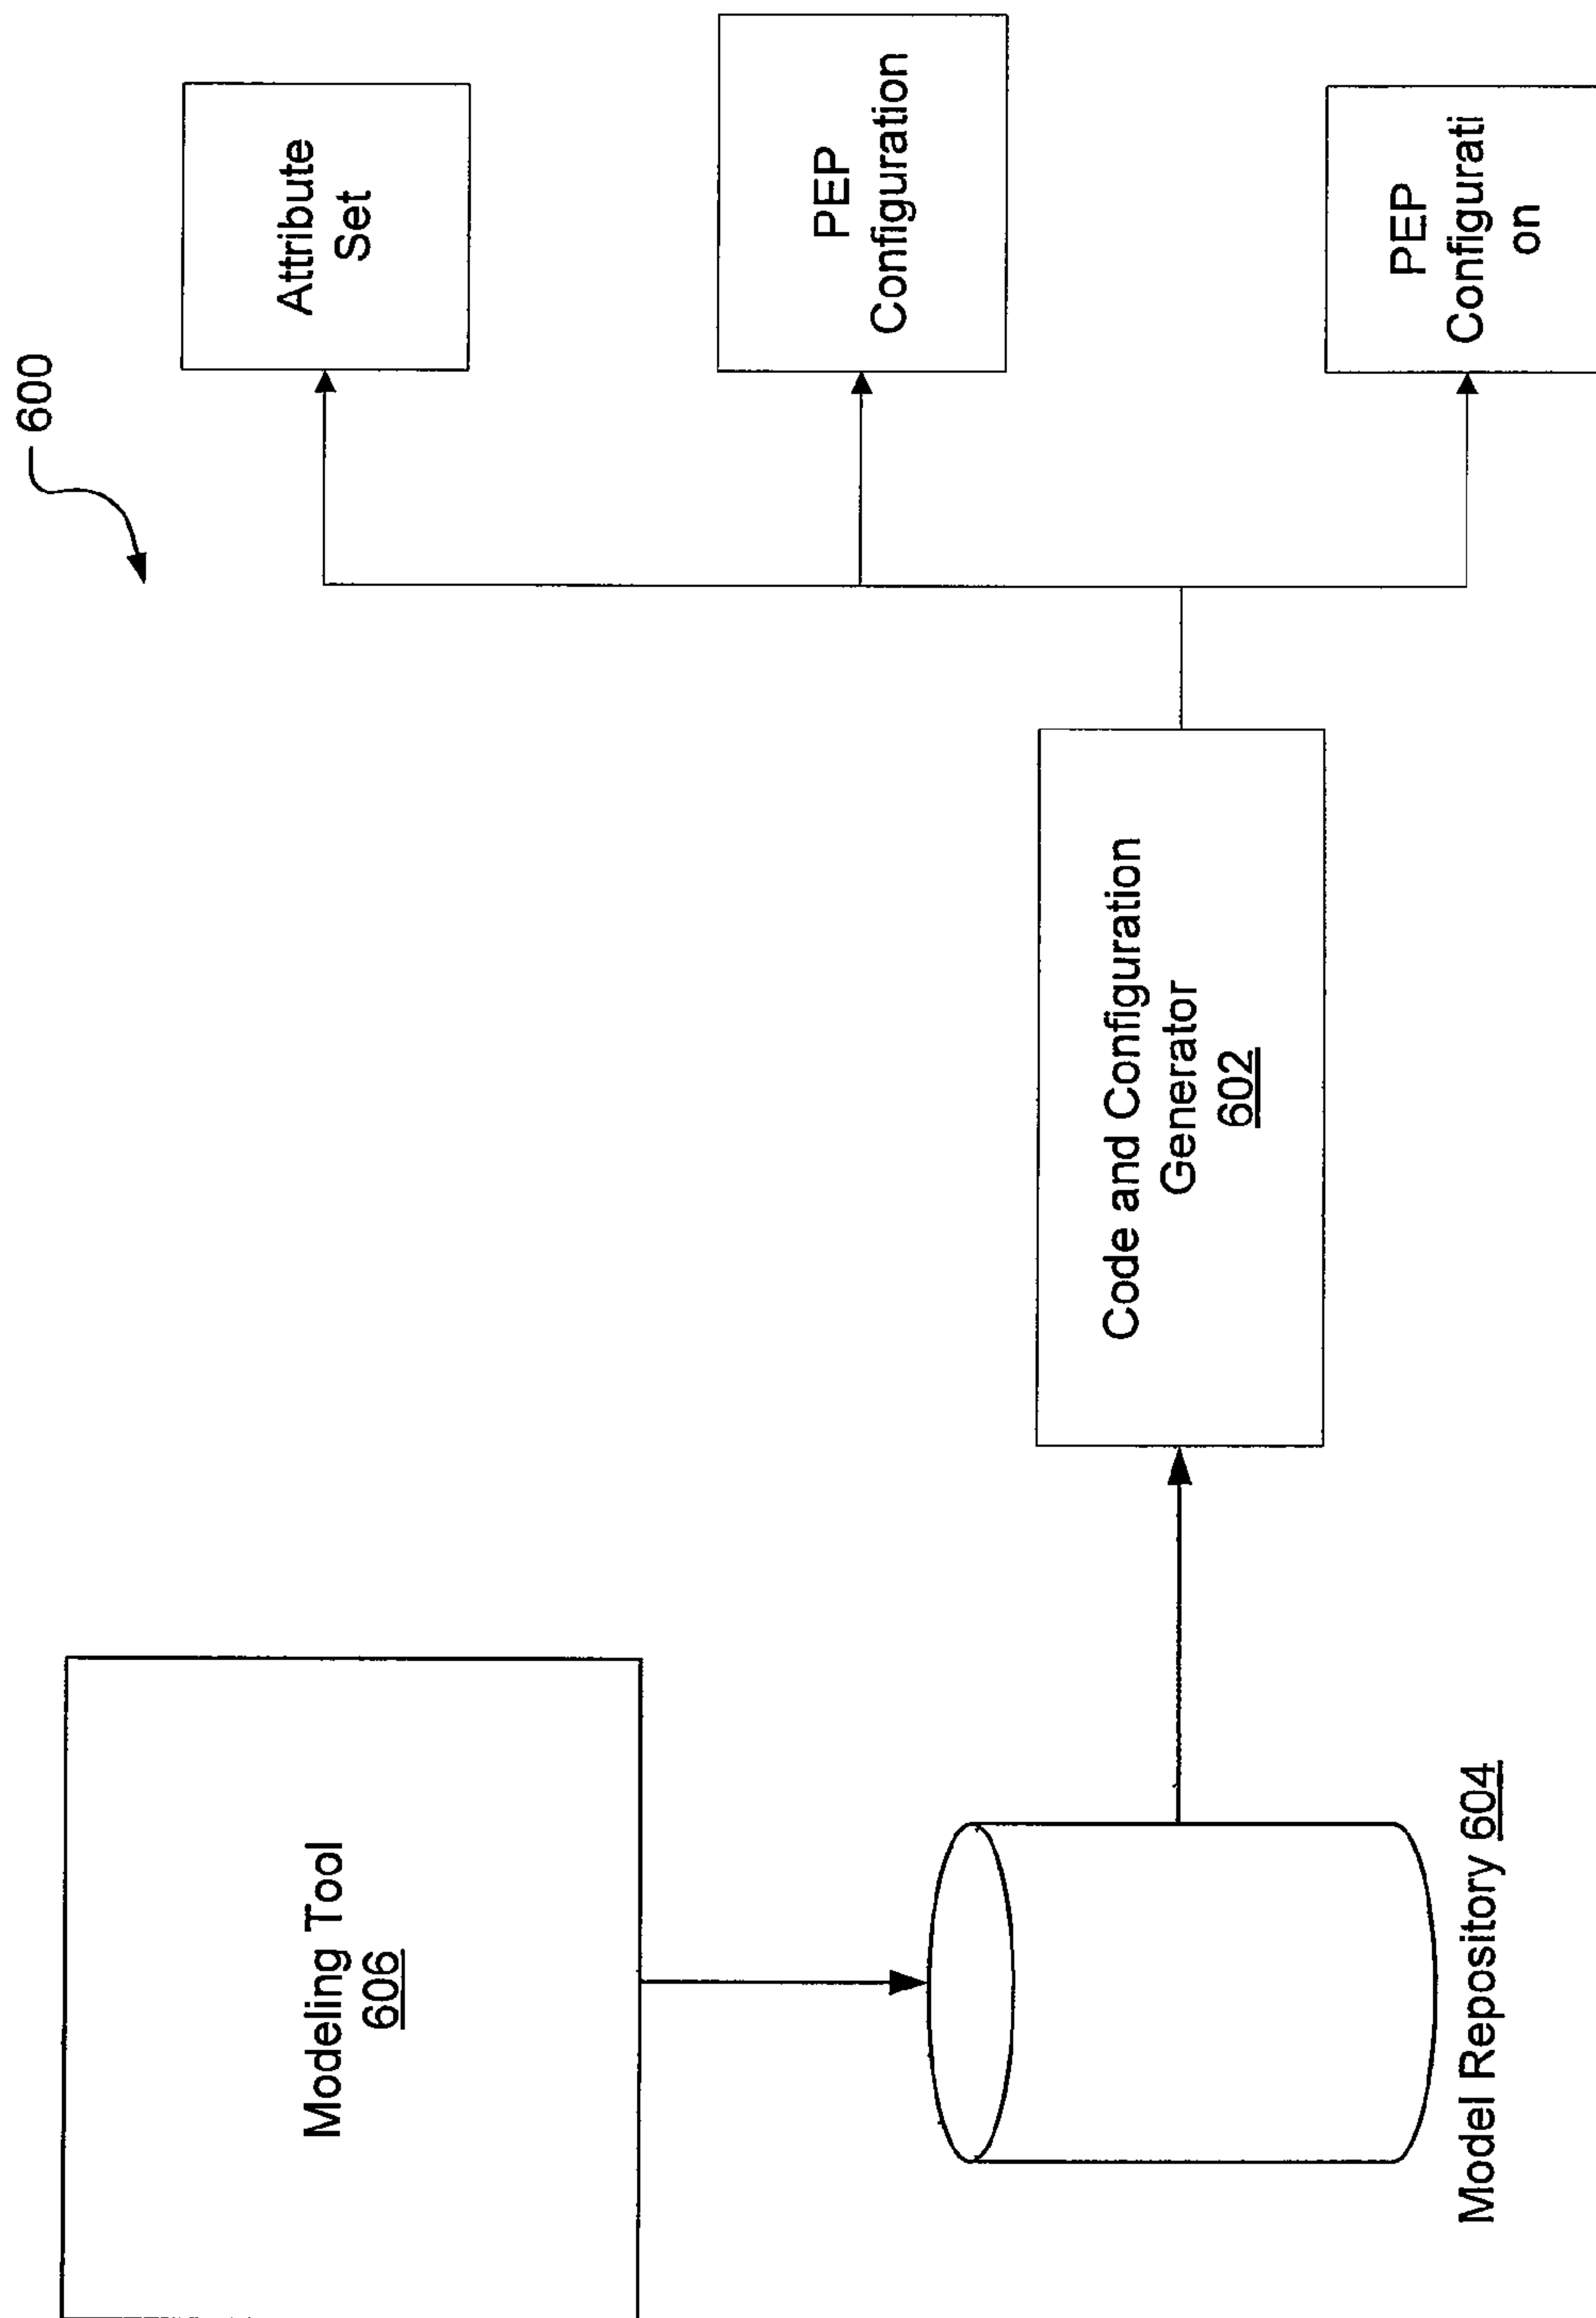 600
Modeling Tool
606
Attribute
Set
PEP
Configuration
Code and Configuration
Generator
602
Model Repository 604
PEP
Configurati
on